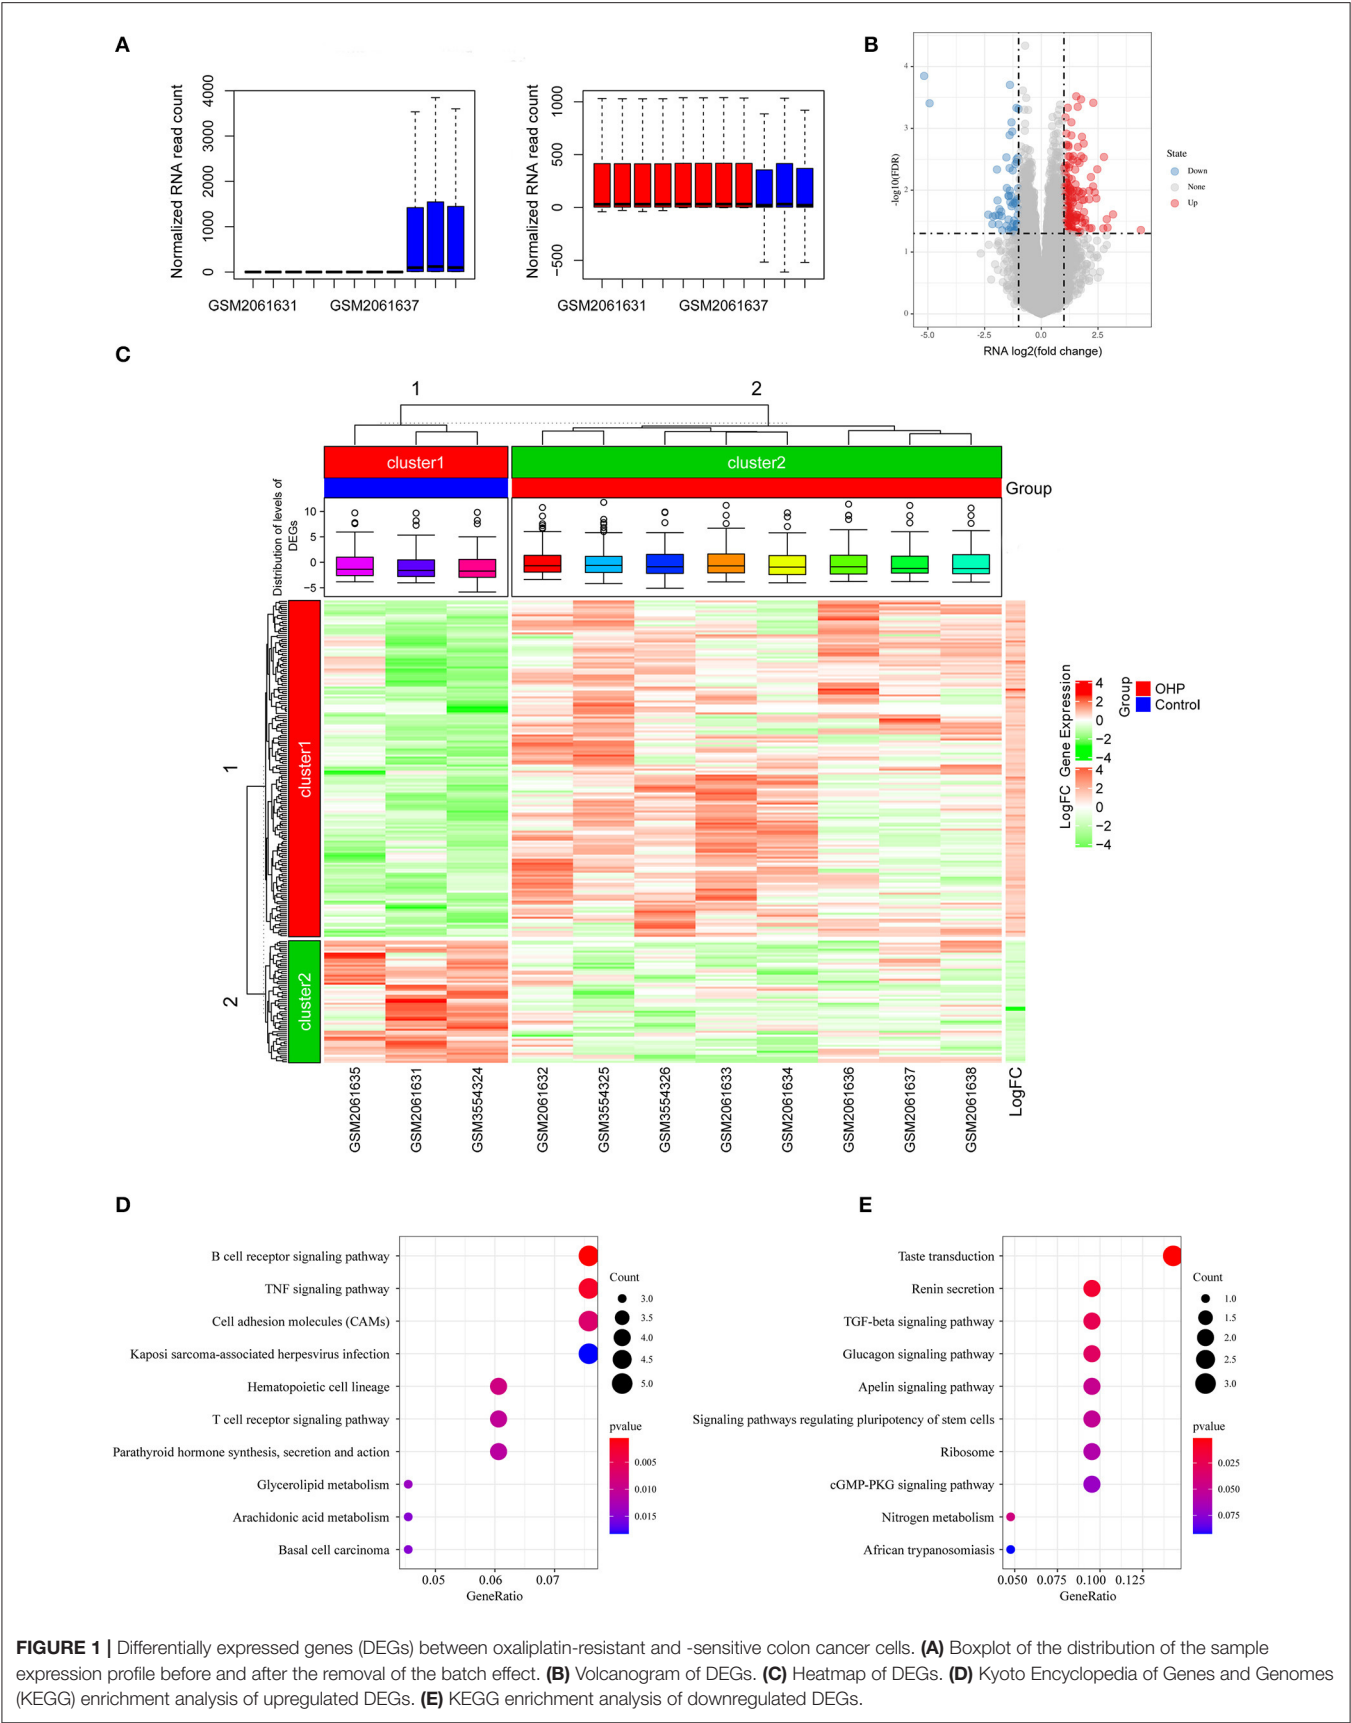 A
B
Normalized RNA read count
4000
3000
2000
1000
0
GSM2061631
GSM2061637
Normalized RNA read count
1000
500
0
−500
GSM2061631
GSM2061637
-log10(FDR)
4
3
2
1
0
-5.0
-2.5
0.0
2.5
RNA log2(fold change)
State
Down
None
Up
C
1
2
cluster1
cluster2
Group
Distribution of levels of
DEGs
10
5
0
−5
1
cluster1
2
cluster2
Gene Expression
4
2
0
−2
−4
LogFC
4
2
0
−2
−4
Group
OHP
Control
GSM2061635
GSM2061631
GSM3554324
GSM2061632
GSM3554325
GSM3554326
GSM2061633
GSM2061634
GSM2061636
GSM2061637
GSM2061638
LogFC
D
B cell receptor signaling pathway
TNF signaling pathway
Cell adhesion molecules (CAMs)
Kaposi sarcoma-associated herpesvirus infection
Hematopoietic cell lineage
T cell receptor signaling pathway
Parathyroid hormone synthesis, secretion and action
Glycerolipid metabolism
Arachidonic acid metabolism
Basal cell carcinoma
0.05
0.06
0.07
GeneRatio
Count
3.0
3.5
4.0
4.5
5.0
pvalue
0.005
0.010
0.015
E
Taste transduction
Renin secretion
TGF-beta signaling pathway
Glucagon signaling pathway
Apelin signaling pathway
Signaling pathways regulating pluripotency of stem cells
Ribosome
cGMP-PKG signaling pathway
Nitrogen metabolism
African trypanosomiasis
0.050
0.075
0.100
0.125
GeneRatio
Count
1.0
1.5
2.0
2.5
3.0
pvalue
0.025
0.050
0.075
FIGURE 1 | Differentially expressed genes (DEGs) between oxaliplatin-resistant and -sensitive colon cancer cells. (A) Boxplot of the distribution of the sample
expression profile before and after the removal of the batch effect. (B) Volcanogram of DEGs. (C) Heatmap of DEGs. (D) Kyoto Encyclopedia of Genes and Genomes
(KEGG) enrichment analysis of upregulated DEGs. (E) KEGG enrichment analysis of downregulated DEGs.